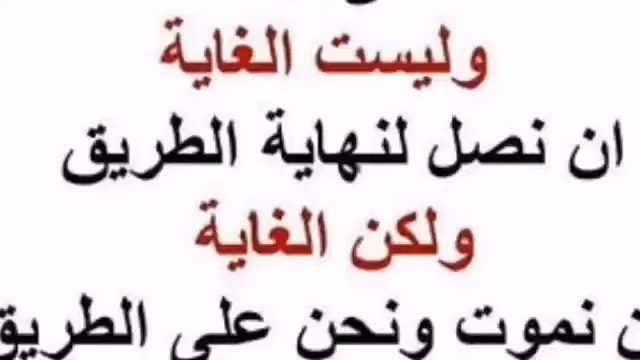 وليست الغاية
ان نصل لنهاية الطريق
ولكن الغاية
نموت ونحن على الطريق